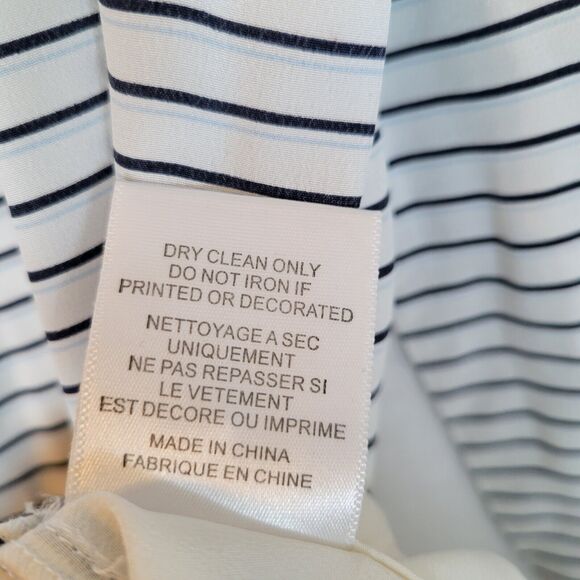 DRY CLEAN ONLY
DO NOT IRON IF
PRINTED OR DECORATED
NETTOYAGE A SEC
UNIQUEMENT
NE PAS REPASSER SI
LE VETEMENT
EST DECORE OU IMPRIME
MADE IN CHINA
FABRIQUE EN CHINE